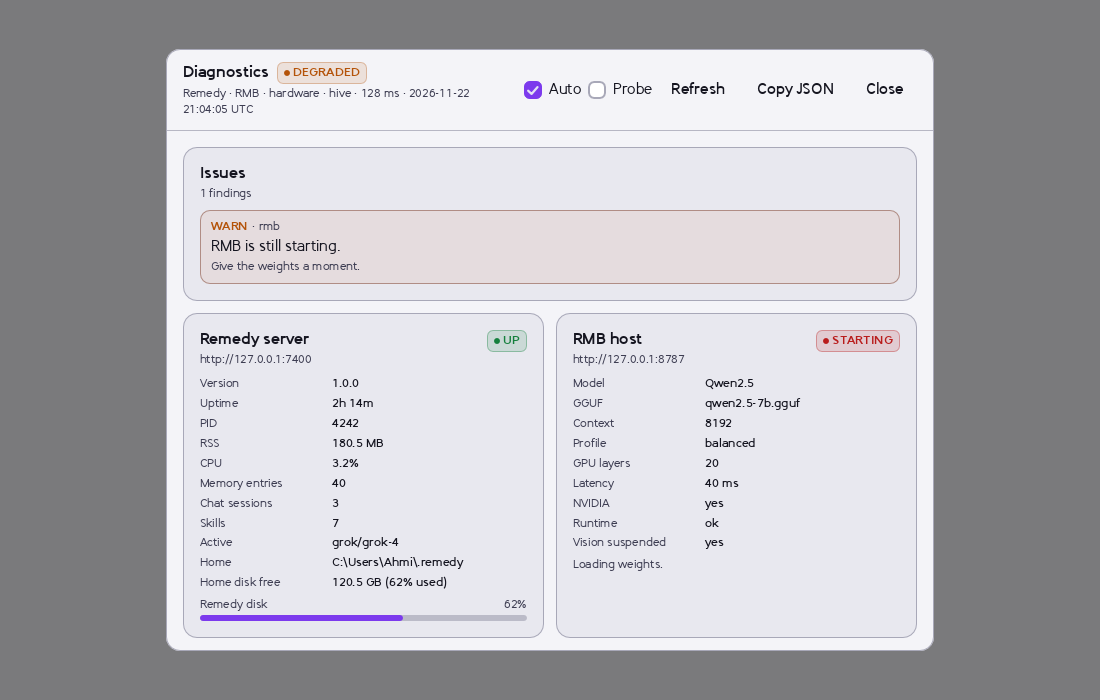 Diagnostics DEGRADED
Remedy · RMB · hardware · hive · 128 ms · 2026-11-22
21:04:05 UTC
Auto Probe Refresh Copy JSON Close
Issues
1 findings
WARN · rmb
RMB is still starting.
Give the weights a moment.
Remedy server UP
http://127.0.0.1:7400
Version 1.0.0
Uptime 2h 14m
PID 4242
RSS 180.5 MB
CPU 3.2%
Memory entries 40
Chat sessions 3
Skills 7
Active grok/grok-4
Home C:\Users\Ahmi\.remedy
Home disk free 120.5 GB (62% used)
Remedy disk 62%
RMB host STARTING
http://127.0.0.1:8787
Model Qwen2.5
GGUF qwen2.5-7b.gguf
Context 8192
Profile balanced
GPU layers 20
Latency 40 ms
NVIDIA yes
Runtime ok
Vision suspended yes
Loading weights.